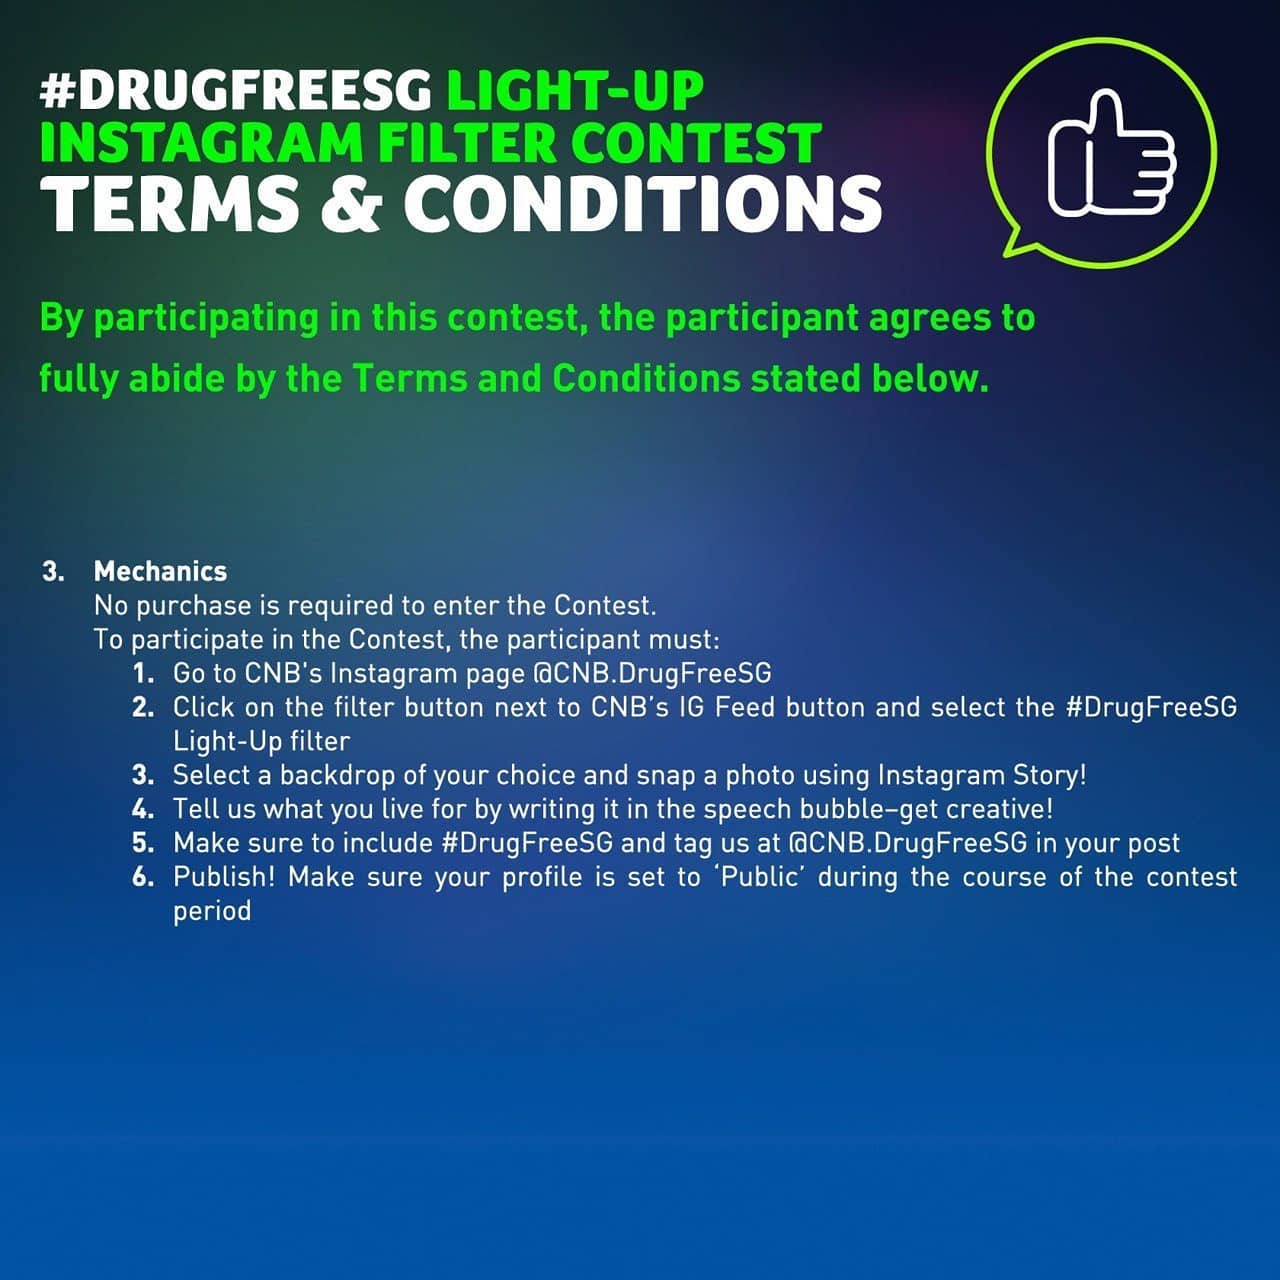 #DRUGFREESG LIGHT-UP
INSTAGRAM FILTER CONTEST
TERMS & CONDITIONS
By participating in this contest, the participant agrees to
fully abide by the Terms and Conditions stated below.
3. Mechanics
No purchase is required to enter the Contest.
To participate in the Contest, the participant must:
1. Go to CNB's Instagram page @CNB.DrugFreeSG
2. Click on the filter button next to CNB’s IG Feed button and select the #DrugFreeSG
Light-Up filter
3. Select a backdrop of your choice and snap a photo using Instagram Story!
4. Tell us what you live for by writing it in the speech bubble–get creative!
5. Make sure to include #DrugFreeSG and tag us at @CNB.DrugFreeSG in your post
6. Publish! Make sure your profile is set to ‘Public’ during the course of the contest
period